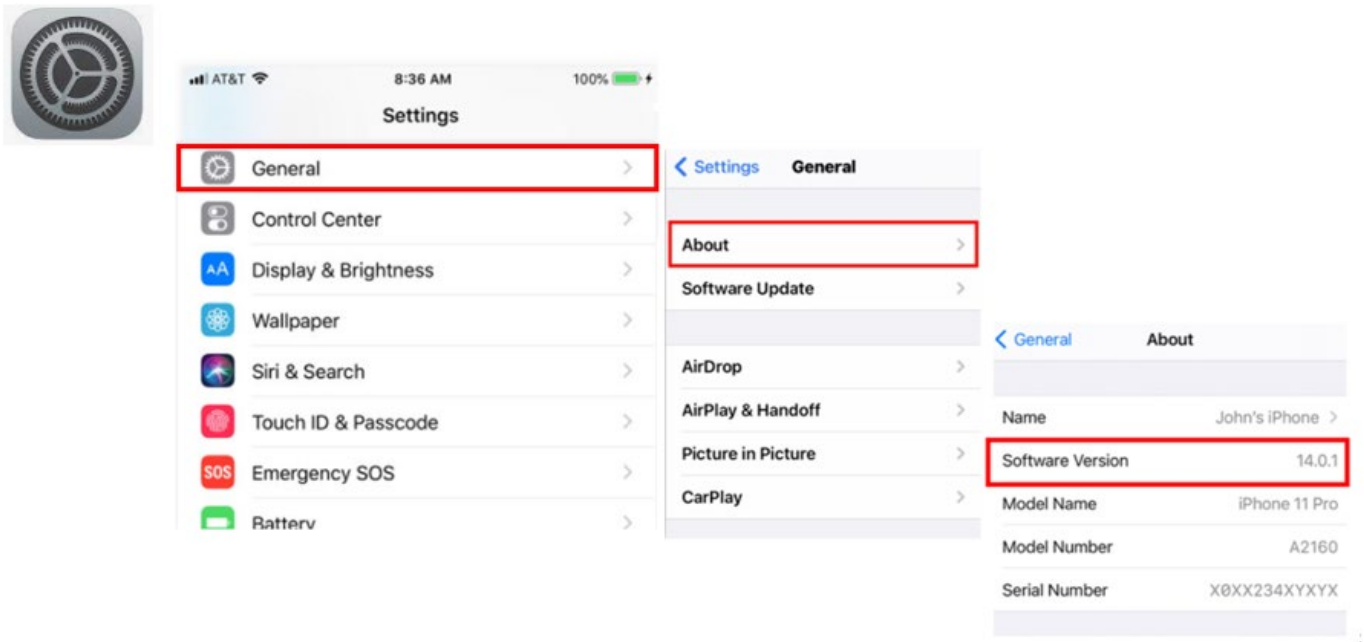 AT&T 8:36 AM 100%
Settings
General
Control Center
AA Display & Brightness
Wallpaper
Siri & Search
Touch ID & Passcode
SOS Emergency SOS
Battery
Settings General
About
Software Update
AirDrop
AirPlay & Handoff
Picture in Picture
CarPlay
General About
Name John's iPhone
Software Version 14.0.1
Model Name iPhone 11 Pro
Model Number A2160
Serial Number X0XX234XYXYX